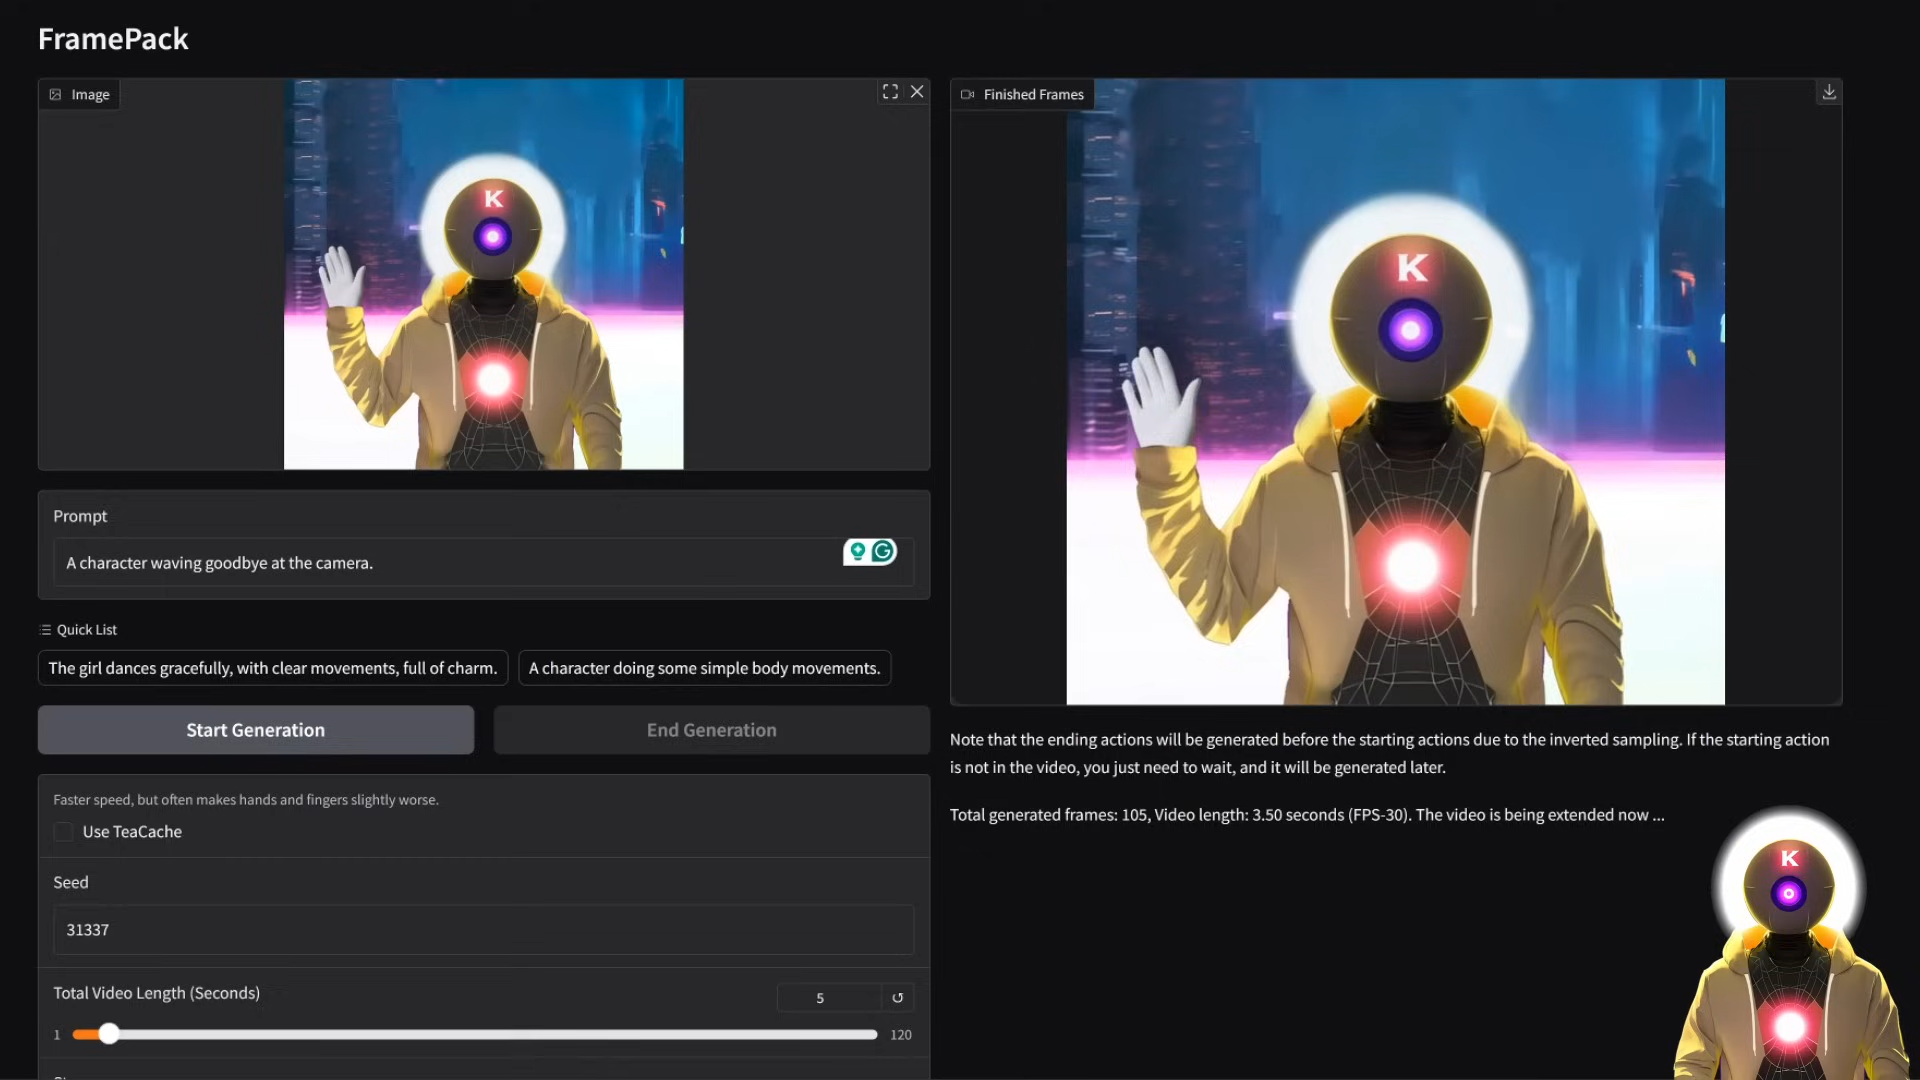 FramePack
Image
K
Prompt
A character waving goodbye at the camera.
Quick List
The girl dances gracefully, with clear movements, full of charm.
A character doing some simple body movements.
Start Generation
End Generation
Faster speed, but often makes hands and fingers slightly worse.
Use TeaCache
Seed
31337
Total Video Length (Seconds)
5
1
120
Finished Frames
K
Note that the ending actions will be generated before the starting actions due to the inverted sampling. If the starting action
is not in the video, you just need to wait, and it will be generated later.
Total generated frames: 105, Video length: 3.50 seconds (FPS-30). The video is being extended now ...
K